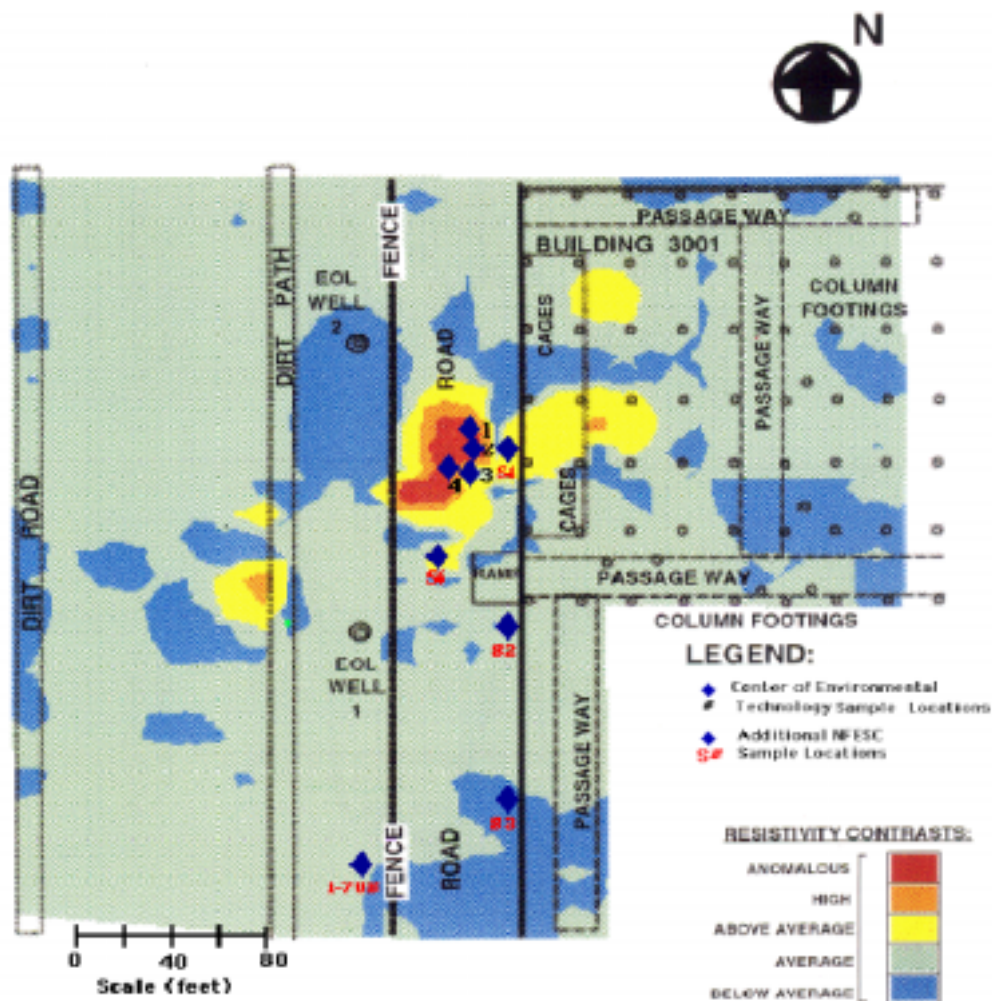 N
PASSAGE WAY
BUILDING 3001
FENCE
DIRT PATH
EOL
WELL
2
CAGES
COLUMN
FOOTINGS
ROAD
PASSAGE WAY
1
2
3
4
S4
CAGES
DIRT ROAD
RAMP
PASSAGE WAY
COLUMN FOOTINGS
EOL
WELL
1
PASSAGE WAY
LEGEND:
Center of Environmental
# Technology Sample Locations
Additional NFESC
S# Sample Locations
FENCE
ROAD
RESISTIVITY CONTRASTS:
ANOMALOUS
HIGH
ABOVE AVERAGE
AVERAGE
BELOW AVERAGE
0 40 80
Scale (feet)